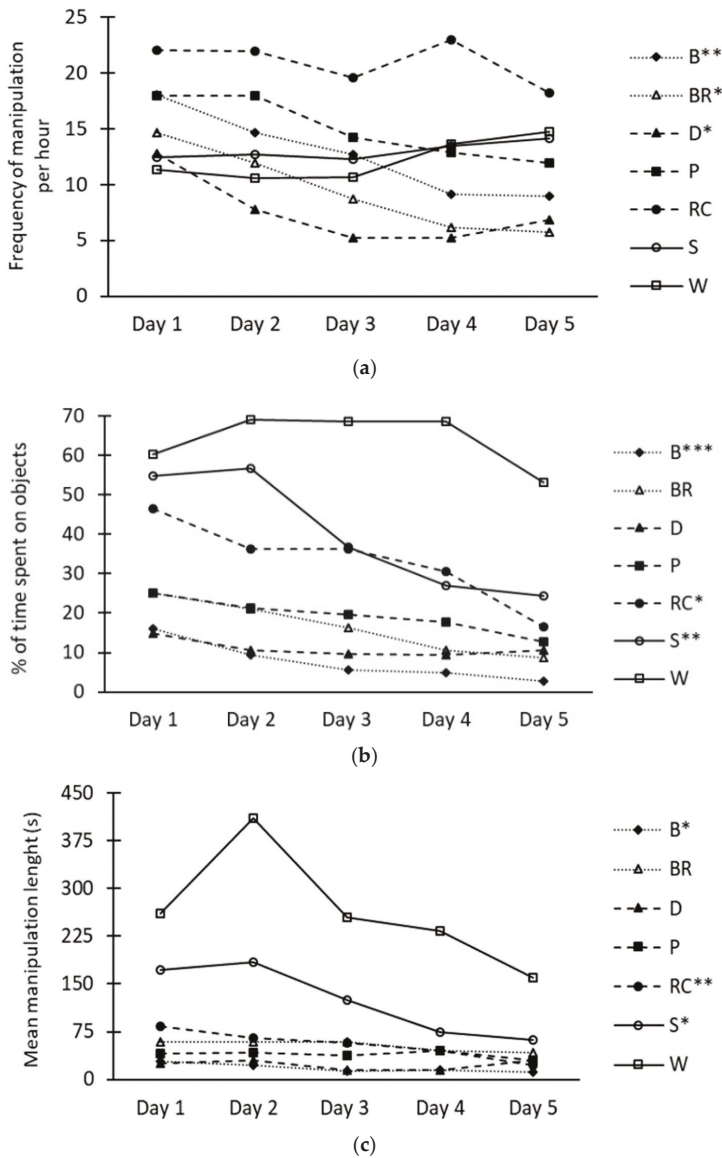 Frequency of manipulation
per hour
25
20
15
10
5
0
Day 1 Day 2 Day 3 Day 4 Day 5
B**
BR*
D*
P
RC
S
W
(a)
% of time spent on objects
70
60
50
40
30
20
10
0
Day 1 Day 2 Day 3 Day 4 Day 5
B***
BR
D
P
RC*
S**
W
(b)
Mean manipulation lenght (s)
450
375
300
225
150
75
0
Day 1 Day 2 Day 3 Day 4 Day 5
B*
BR
D
P
RC**
S*
W
(c)